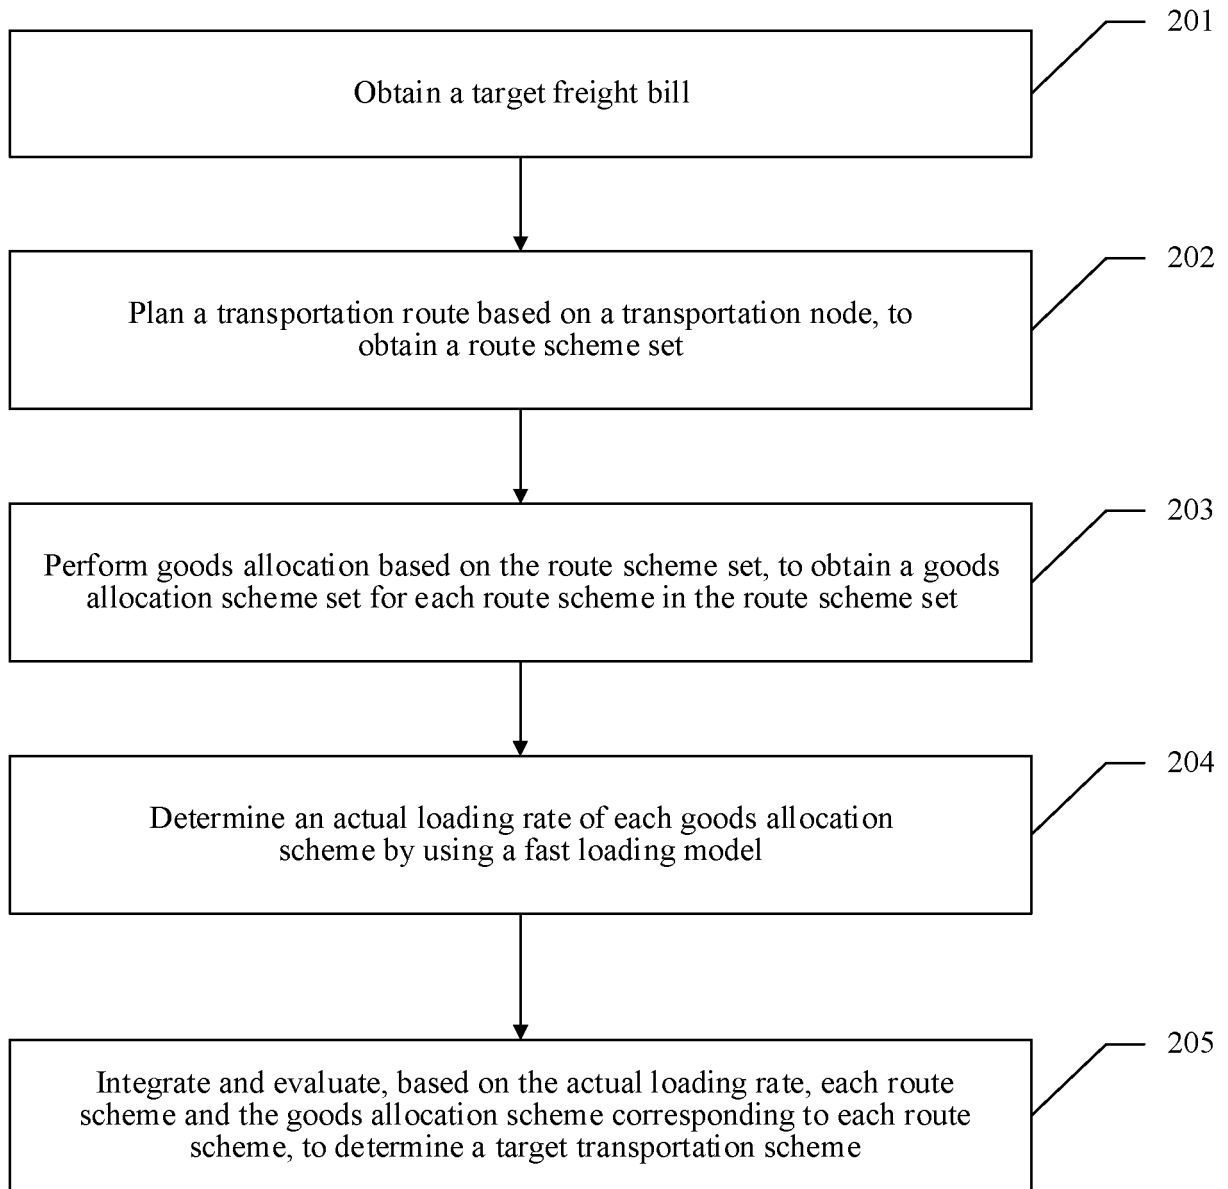 201
Obtain a target freight bill
202
Plan a transportation route based on a transportation node, to
obtain a route scheme set
203
Perform goods allocation based on the route scheme set, to obtain a goods
allocation scheme set for each route scheme in the route scheme set
204
Determine an actual loading rate of each goods allocation
scheme by using a fast loading model
205
Integrate and evaluate, based on the actual loading rate, each route
scheme and the goods allocation scheme corresponding to each route
scheme, to determine a target transportation scheme